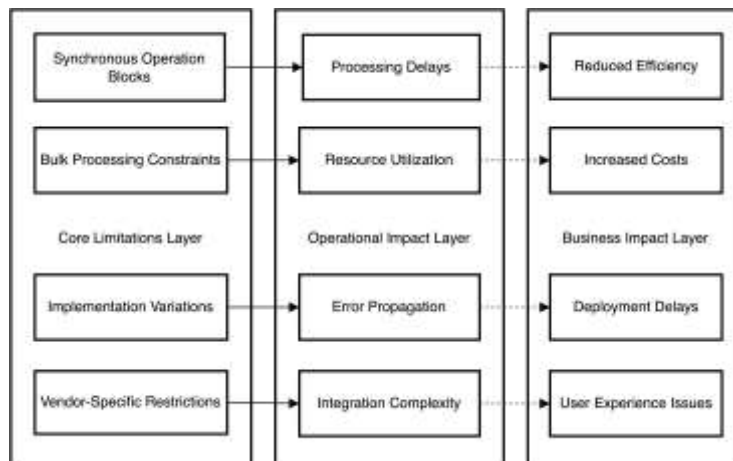 Synchronous Operation
Blocks
Processing Delays
Reduced Efficiency
Bulk Processing Constraints
Resource Utilization
Increased Costs
Core Limitations Layer
Operational Impact Layer
Business Impact Layer
Implementation Variations
Error Propagation
Deployment Delays
Vendor-Specific Restrictions
Integration Complexity
User Experience Issues